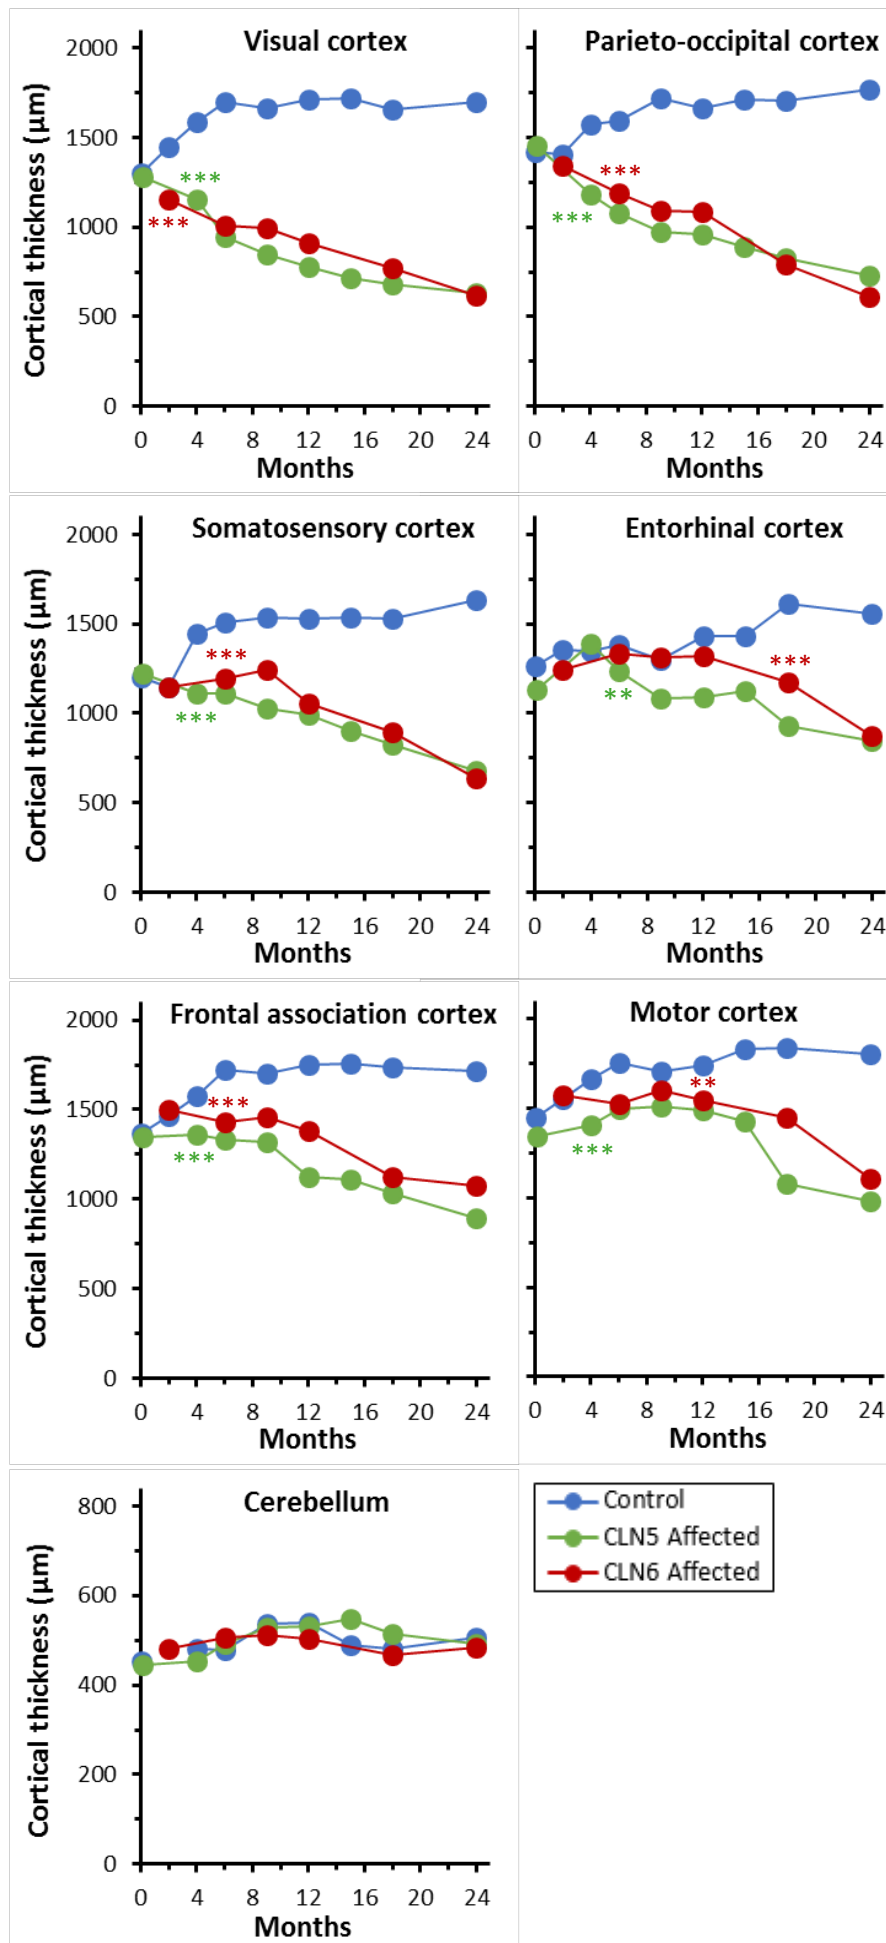 Visual cortex
Parieto-occipital cortex
Cortical thickness (µm)
2000
1500
1000
500
0
***
***
***
***
0 4 8 12 16 20 24
0 4 8 12 16 20 24
Months
Months
Somatosensory cortex
Entorhinal cortex
Cortical thickness (µm)
2000
1500
1000
500
0
***
***
***
**
0 4 8 12 16 20 24
0 4 8 12 16 20 24
Months
Months
Frontal association cortex
Motor cortex
Cortical thickness (µm)
2000
1500
1000
500
0
***
***
**
***
0 4 8 12 16 20 24
0 4 8 12 16 20 24
Months
Months
Cerebellum
Cortical thickness (µm)
800
600
400
200
0
0 4 8 12 16 20 24
Months
Control
CLN5 Affected
CLN6 Affected